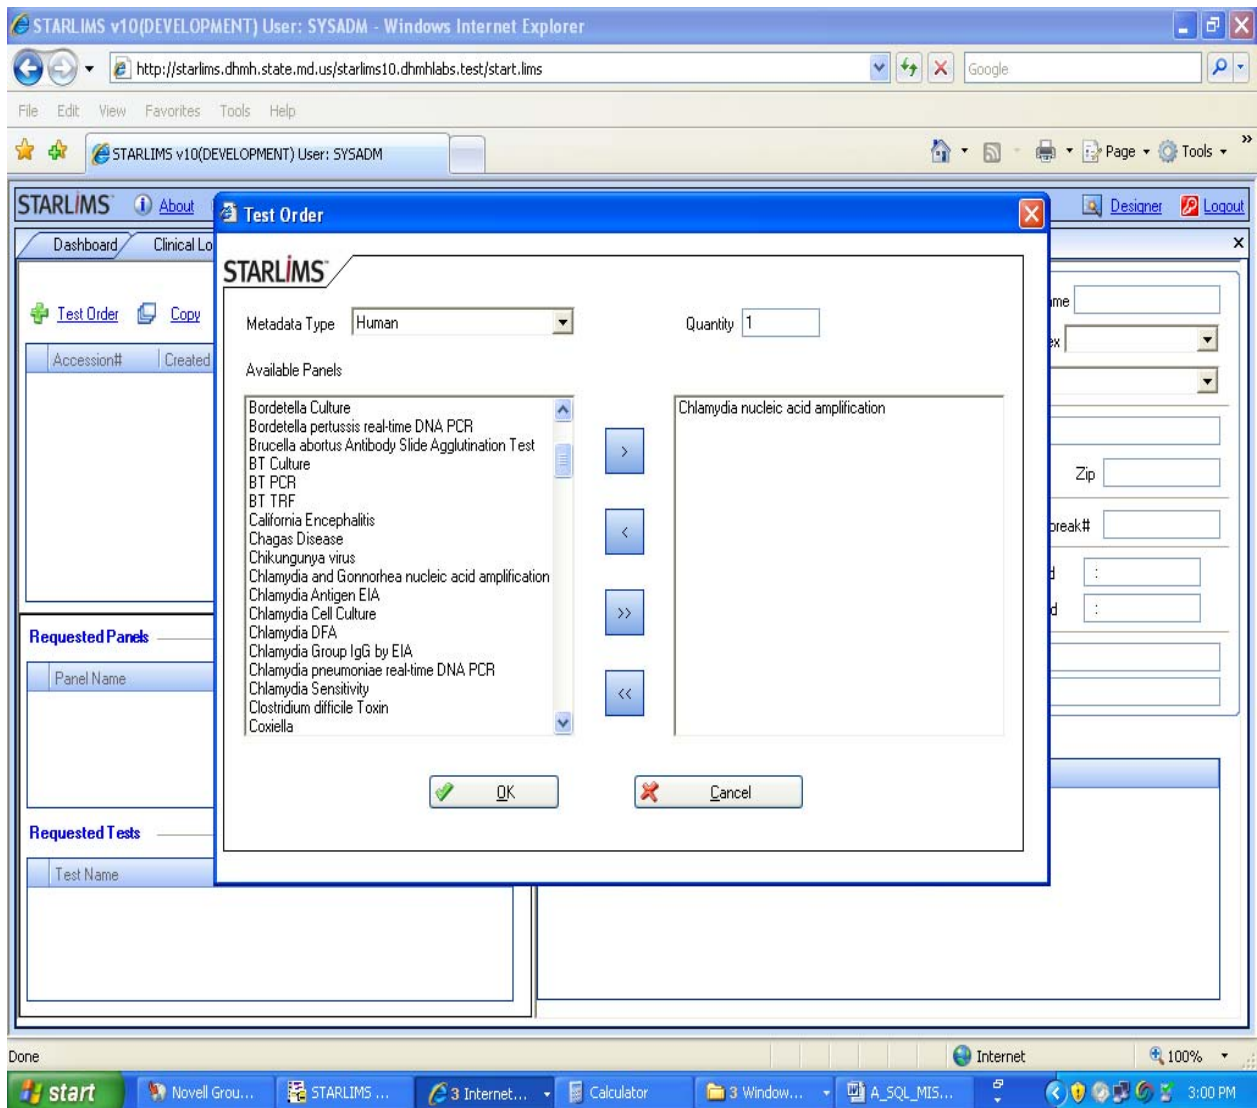 STARLIMS v10(DEVELOPMENT) User: SYSADM - Windows Internet Explorer
http://starlims.dhmh.state.md.us/starlims10.dhmhlabs.test/start.lims
Google
File Edit View Favorites Tools Help
STARLIMS v10(DEVELOPMENT) User: SYSADM
Page Tools »
STARLIMS About
Designer Logout
Test Order
Dashboard Clinical Lo
x
STARLIMS™
Test Order Copy
Metadata Type Human
Quantity 1
Accession# Created
Available Panels
Bordetella Culture
Bordetella pertussis real-time DNA PCR
Brucella abortus Antibody Slide Agglutination Test
BT Culture
BT PCR
BT TRF
California Encephalitis
Chagas Disease
Chikungunya virus
Chlamydia and Gonnorhea nucleic acid amplification
Chlamydia Antigen EIA
Chlamydia Cell Culture
Chlamydia DFA
Chlamydia Group IgG by EIA
Chlamydia pneumoniae real-time DNA PCR
Chlamydia Sensitivity
Clostridium difficile Toxin
Coxiella
>
<
>>
<<
Chlamydia nucleic acid amplification
OK
Cancel
ame
ex
Zip
break#
d :
d :
Requested Panels
Panel Name
Requested Tests
Test Name
Done
Internet
100%
start
Novell Grou...
STARLIMS ...
3 Internet...
Calculator
3 Window...
A_SQL_MIS...
3:00 PM